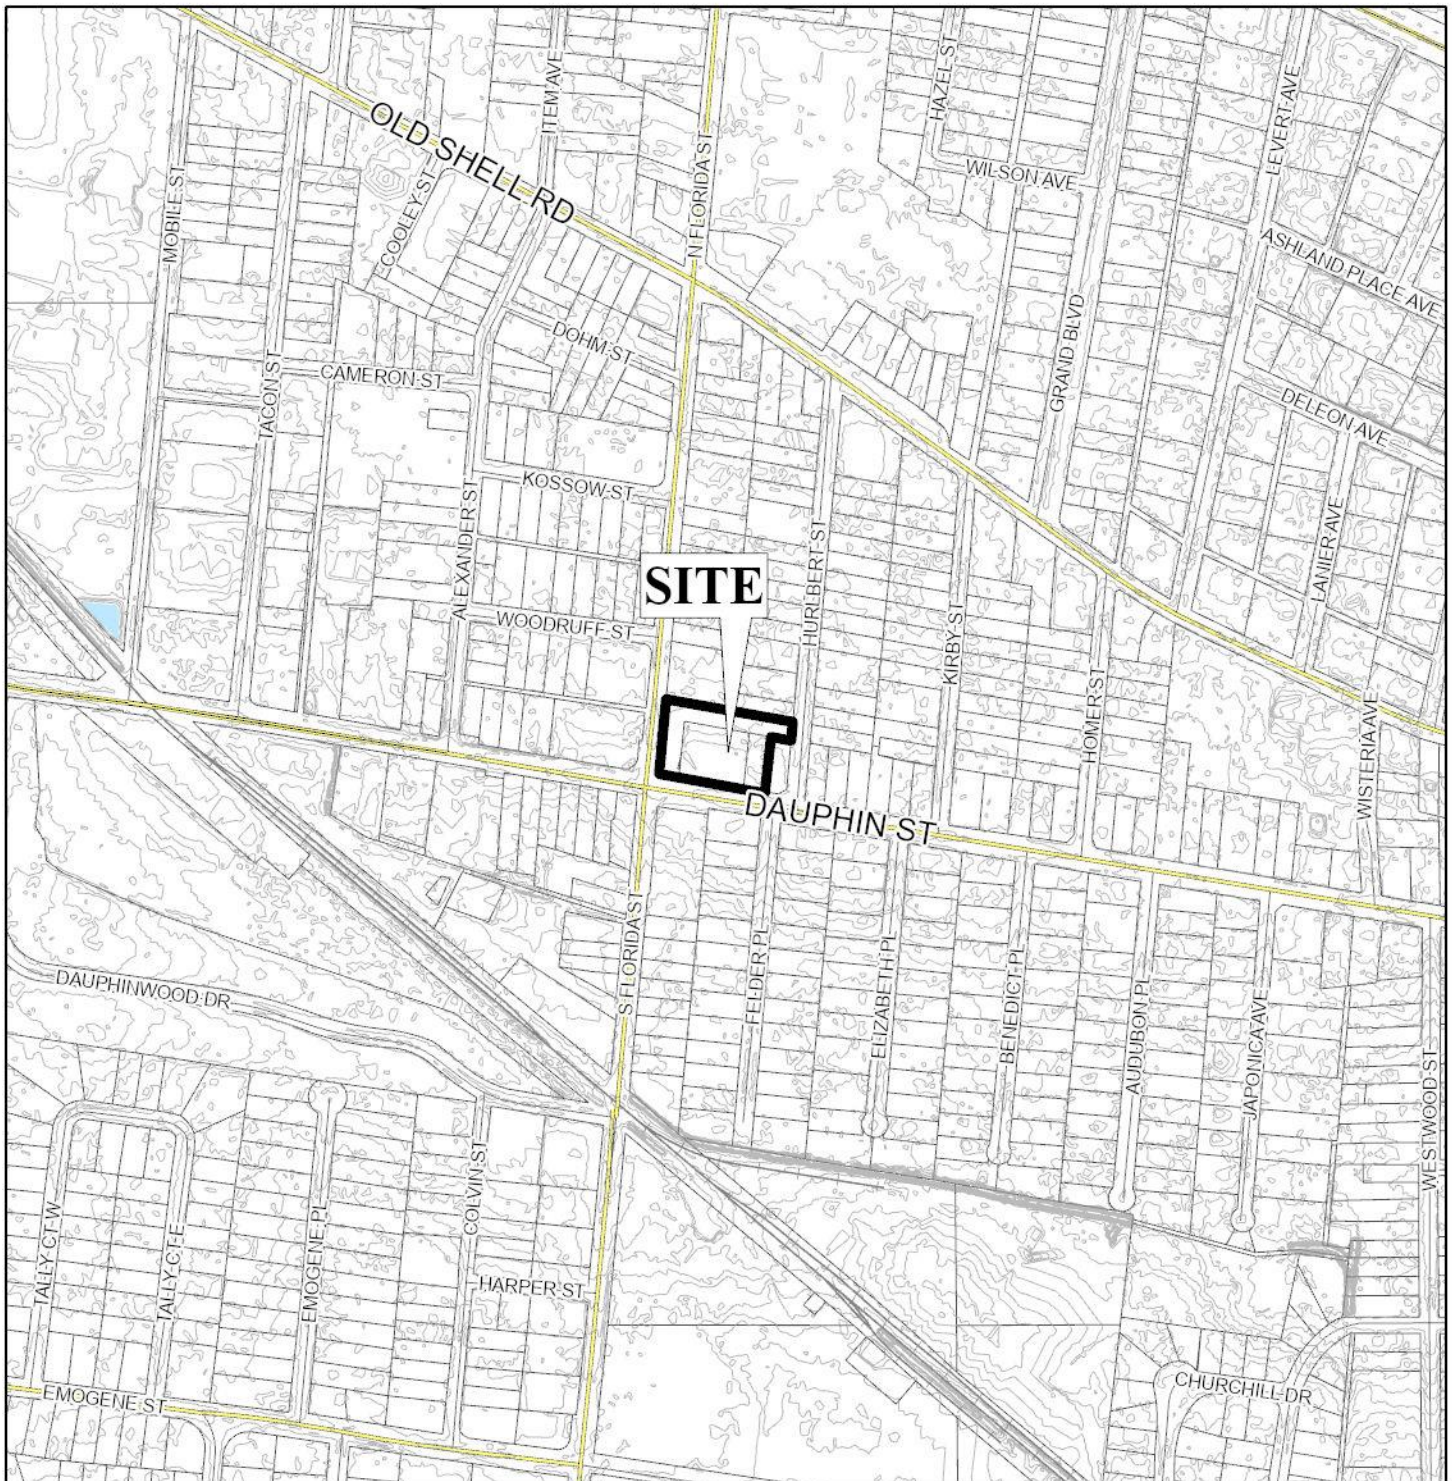 HAZEL ST
ITEM AVE
LEVERT AVE
OLD SHELL RD
N FLORIDA ST
WILSON AVE
MOBILE ST
COOLEY ST
ASHLAND PLACE AVE
DOHM ST
GRAND BLVD
CAMERON ST
TACON ST
DELEON AVE
KOSSOW ST
ALEXANDER ST
LANIER AVE
HURLBERT ST
SITE
WOODRUFF ST
KIRBY ST
HOMER ST
WISTERIA AVE
DAUPHIN ST
S FLORIDA ST
FELDER PL
ELIZABETH PL
BENEDICT PL
AUDUBON PL
JAPONICA AVE
WESTWOOD ST
DAUPHINWOOD DR
COLVIN ST
TALLY CT W
TALLY CT E
EMOGENE PL
HARPER ST
CHURCHILL DR
EMOGENE ST